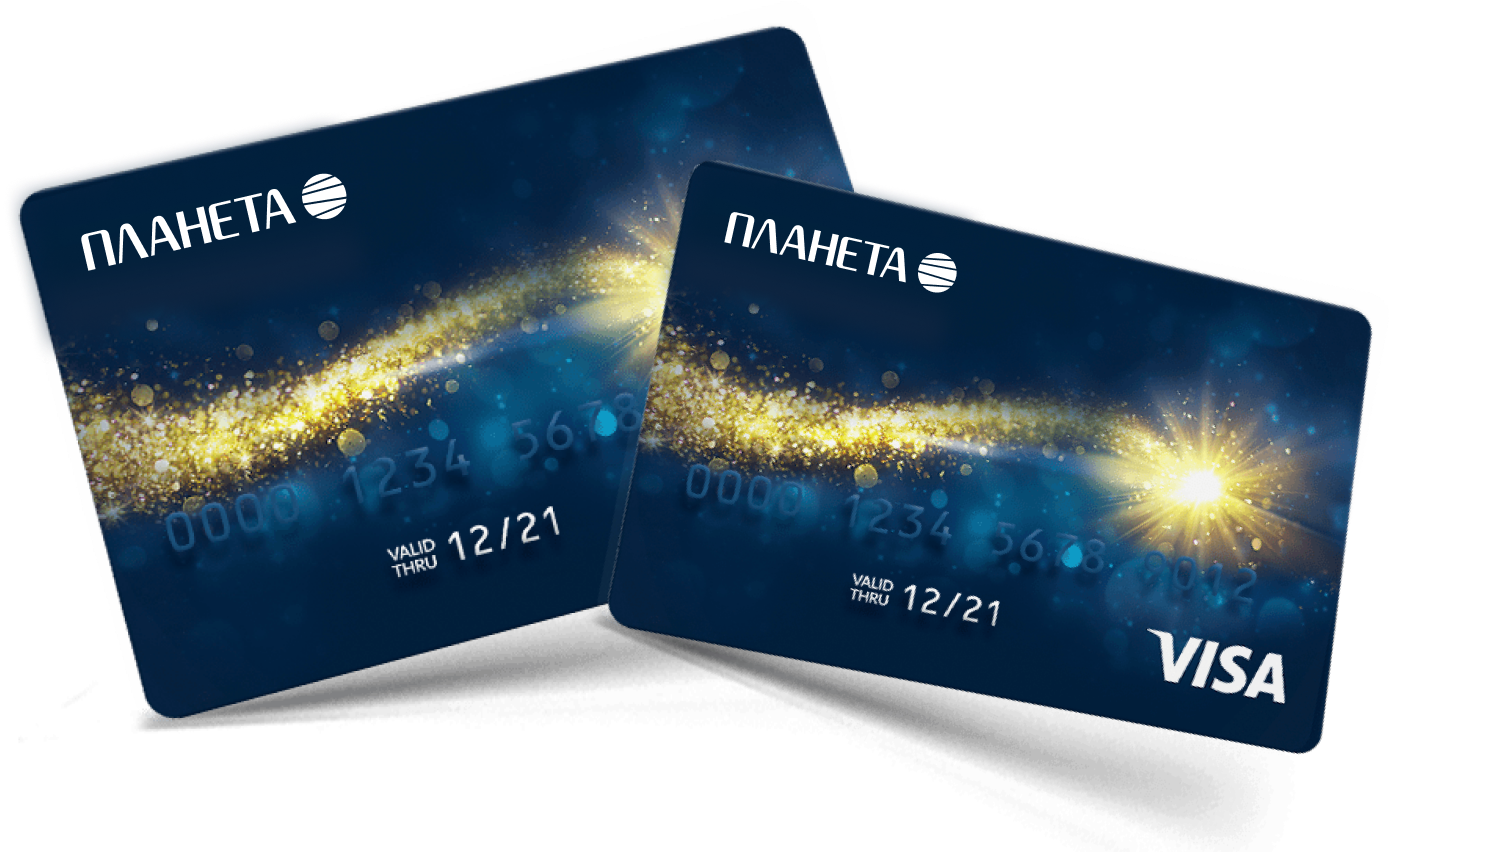 ПЛАНЕТА
0000 1234 5678
VALID
THRU
12/21
ПЛАНЕТА
0000 1234 5678 9012
VALID
THRU
12/21
VISA